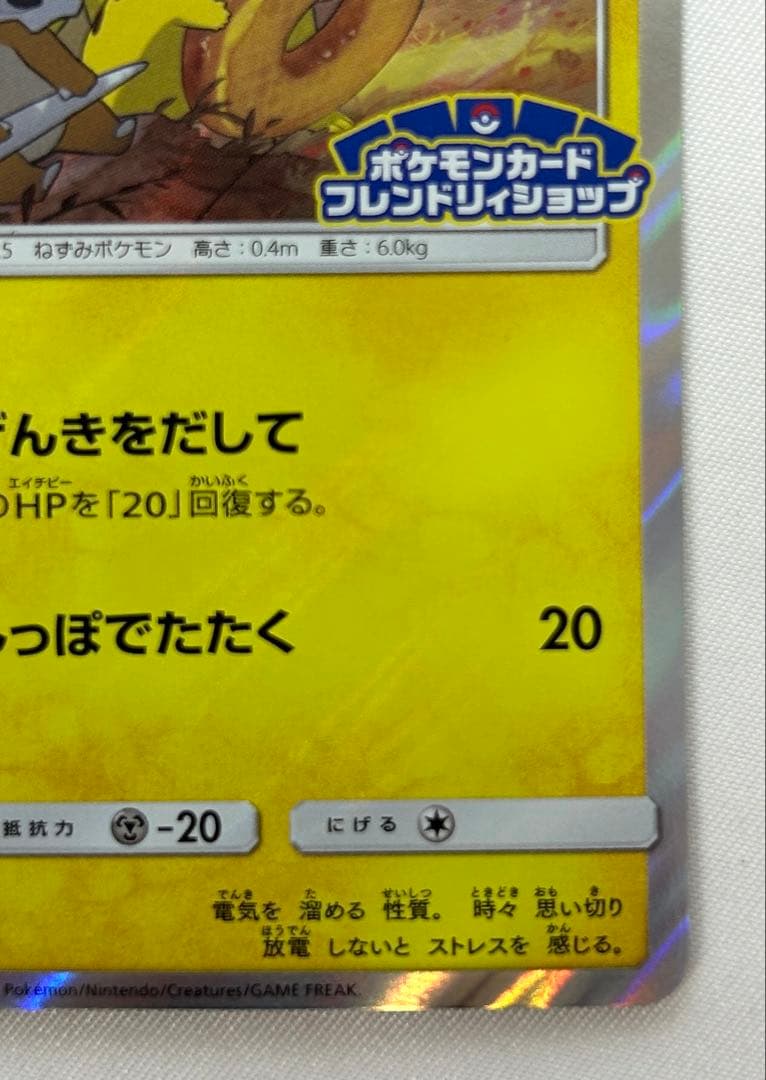 ポケモンカード
フレンドリィショップ
5 ねずみポケモン 高さ:0.4m 重さ:6.0kg
んきをだして
エイチピー かいふく
HPを「20」回復する。
っぽでたたく 20
抵抗力 -20 にげる
でんき た せいしつ ときどき おも き
電気を 溜める 性質。 時々 思い切り
ほうでん かん
放電 しないと ストレスを 感じる。
Pokémon/Nintendo/Creatures/GAME FREAK.